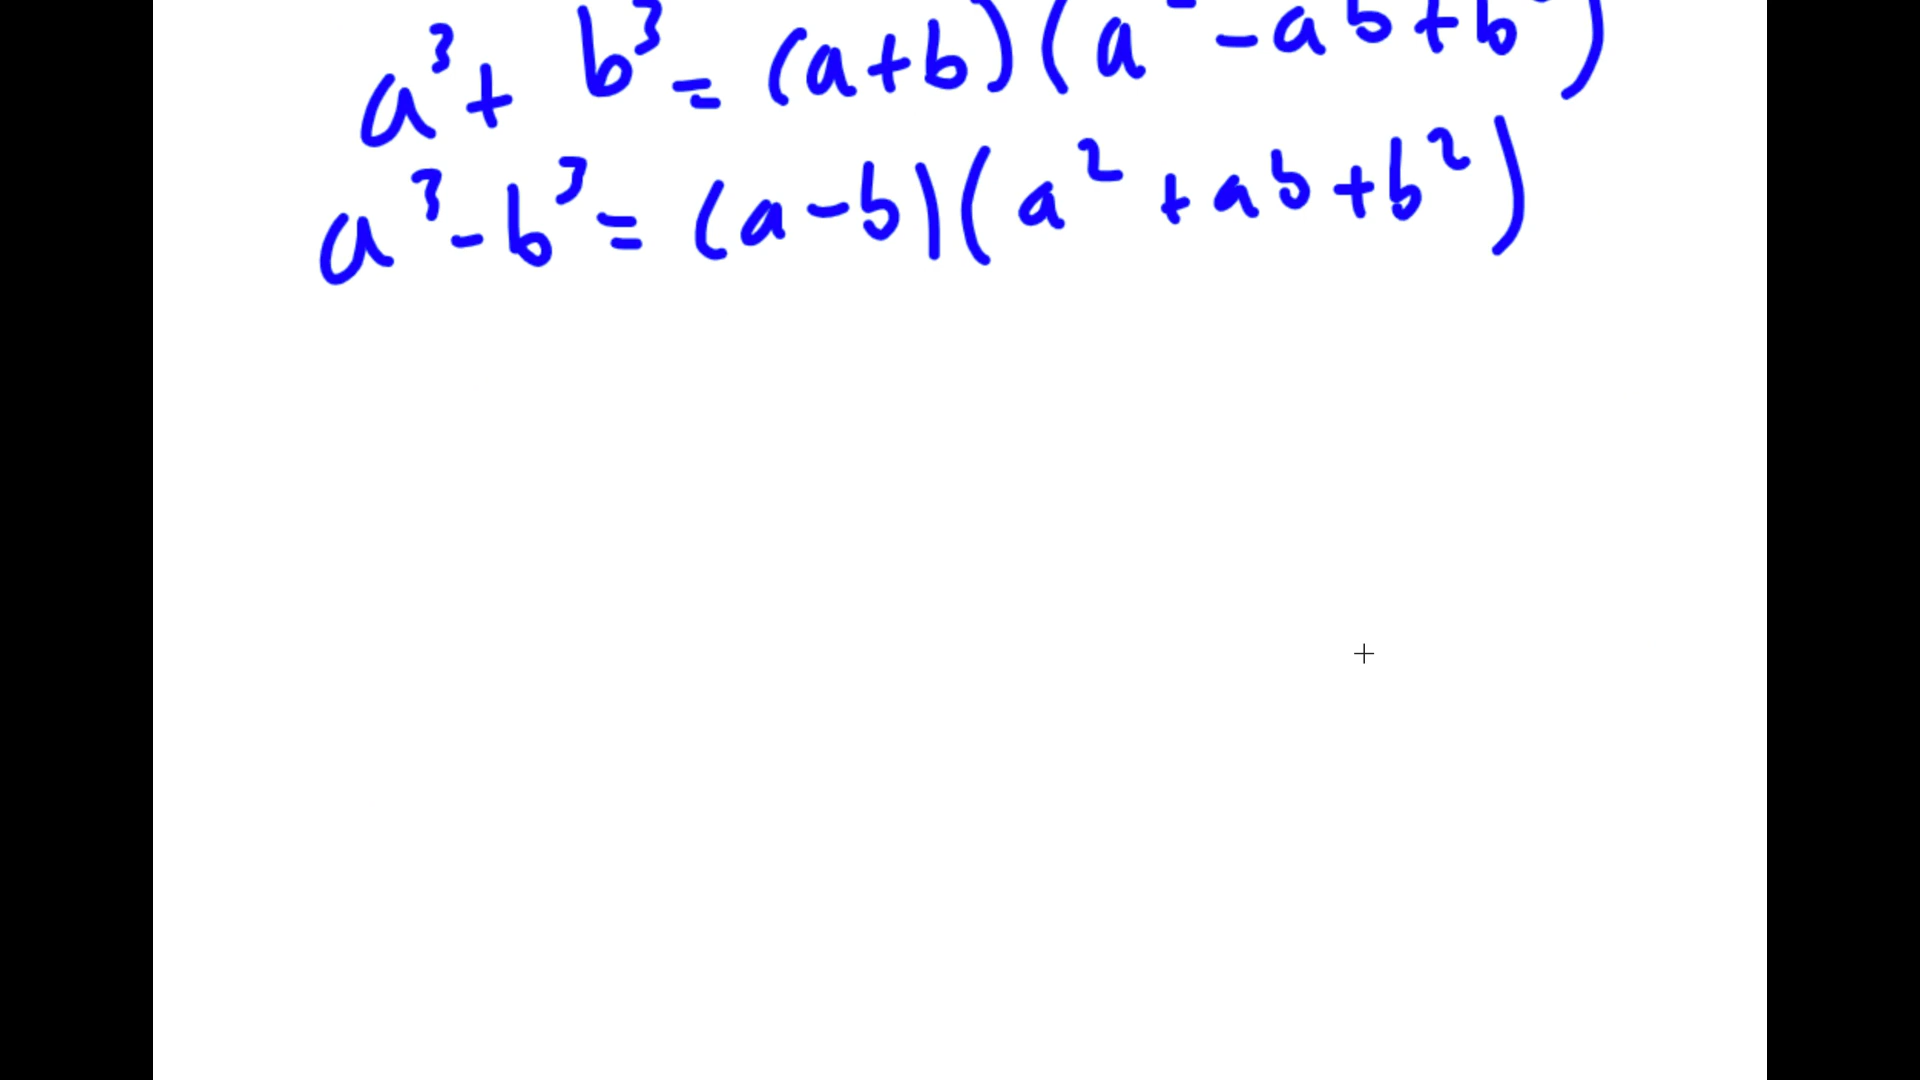 a³ + b³ = (a+b)(a² - ab + b²)
a³ - b³ = (a-b)(a² + ab + b²)